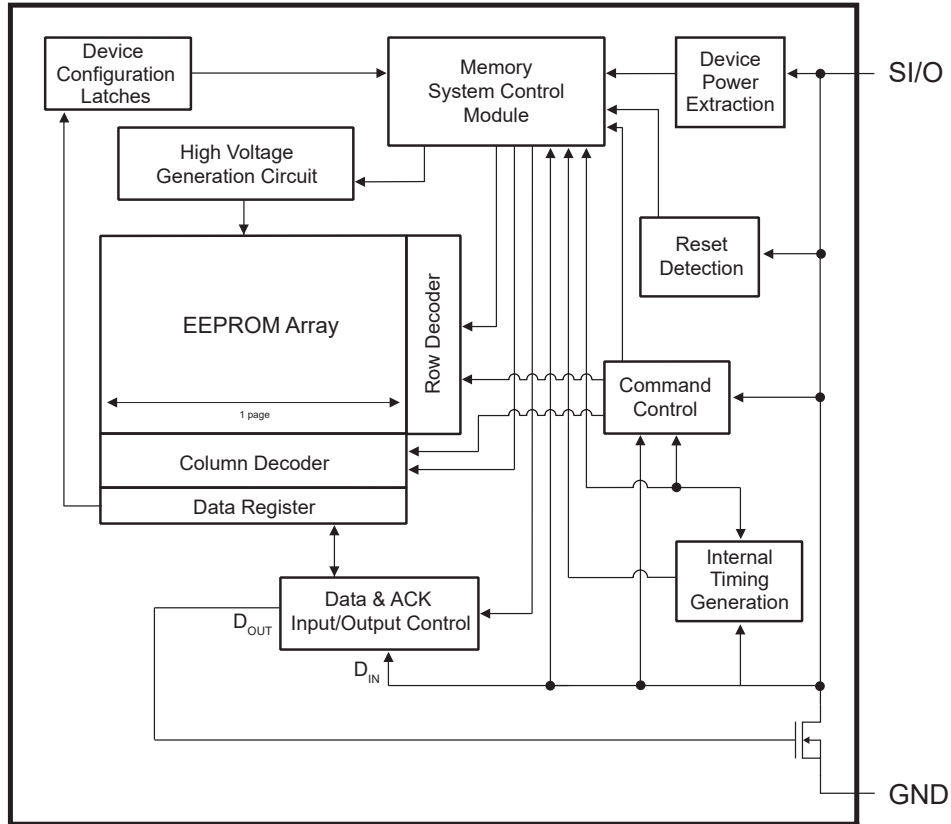 Device
Configuration
Latches
Memory
System Control
Module
Device
Power
Extraction
SI/O
High Voltage
Generation Circuit
Reset
Detection
EEPROM Array
Row Decoder
1 page
Command
Control
Column Decoder
Data Register
Internal
Timing
Generation
Data & ACK
Input/Output Control
DOUT
DIN
GND